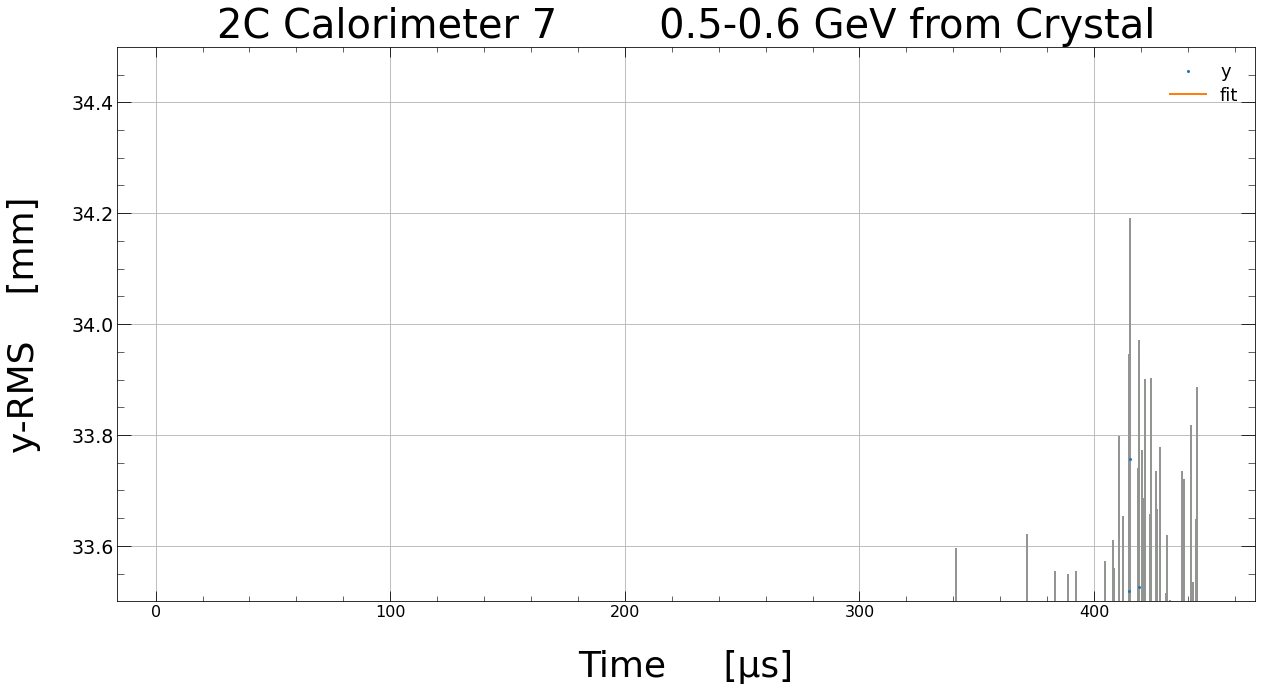 2C Calorimeter 7 0.5-0.6 GeV from Crystal
y
fit
34.4
34.2
34.0
33.8
33.6
y-RMS [mm]
0 100 200 300 400
Time [µs]